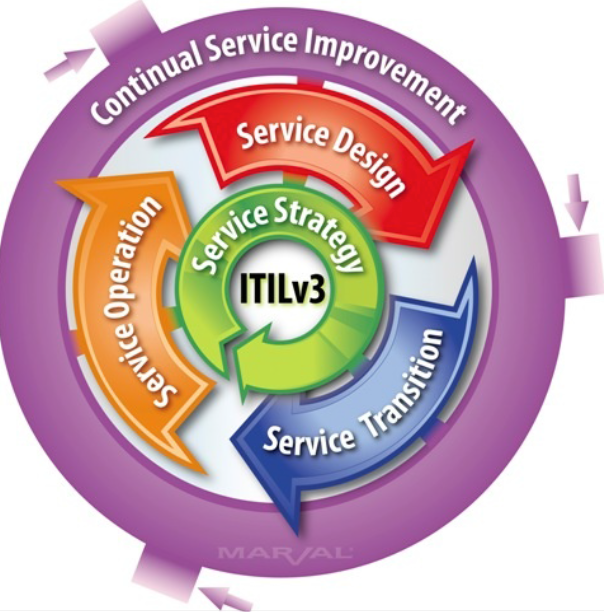 Continual Service Improvement
Service Design
Service Strategy
ITILv3
Service Operation
Service Transition
MARVAL